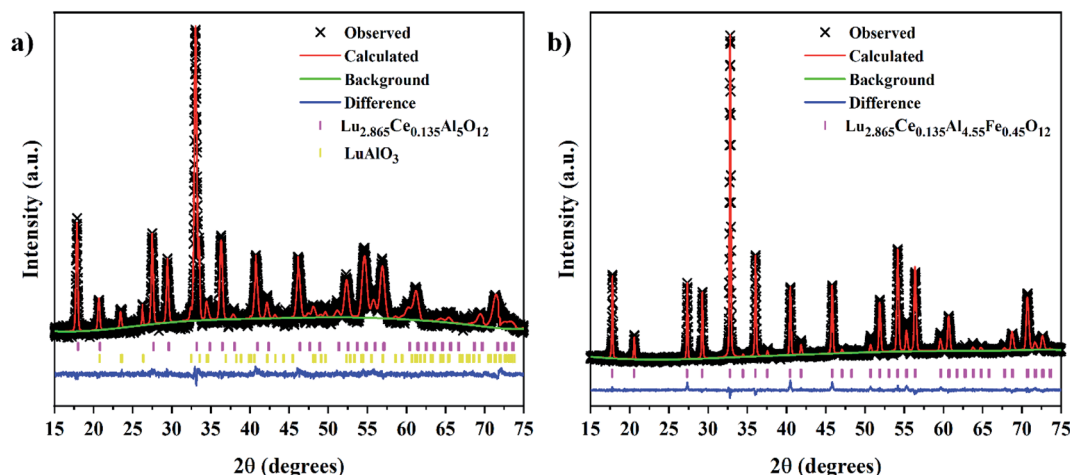 a)
Observed
Calculated
Background
Difference
Lu2.865Ce0.135Al5O12
LuAlO3
Intensity (a.u.)
15 20 25 30 35 40 45 50 55 60 65 70 75
2θ (degrees)
b)
Observed
Calculated
Background
Difference
Lu2.865Ce0.135Al4.55Fe0.45O12
Intensity (a.u.)
15 20 25 30 35 40 45 50 55 60 65 70 75
2θ (degrees)